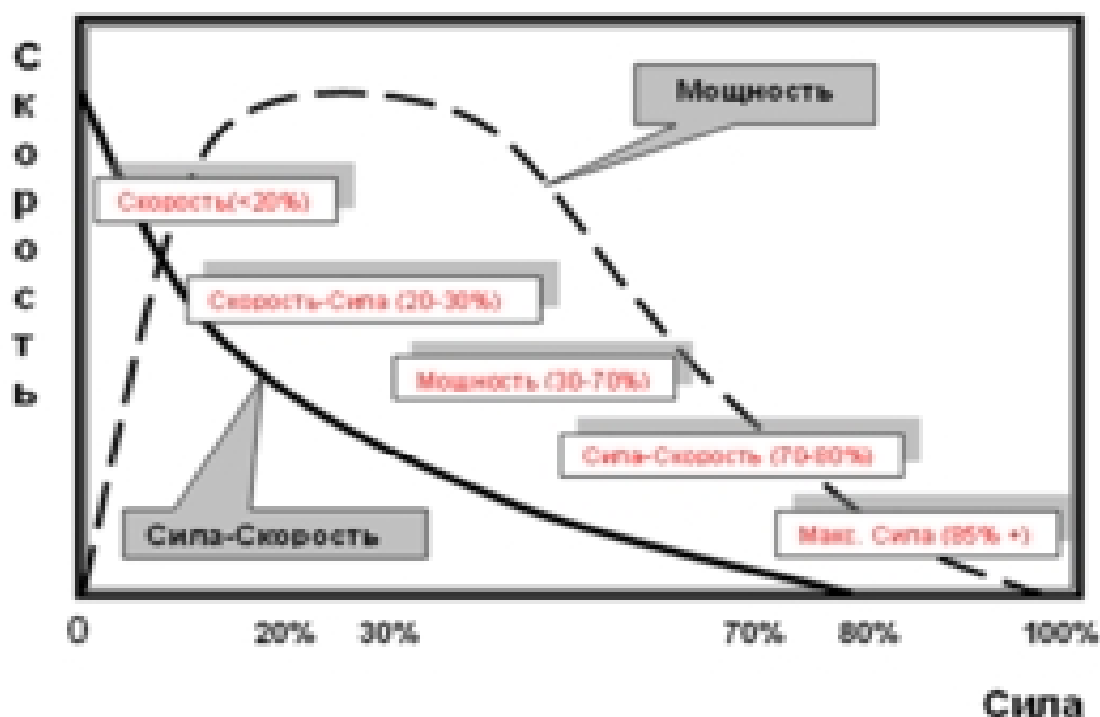 Скорость
Мощность
Скорость(<20%)
Скорость-Сила (20-30%)
Мощность (30-70%)
Сила-Скорость (70-80%)
Сила-Скорость
Макс. Сила (85% +)
0 20% 30% 70% 80% 100%
Сила